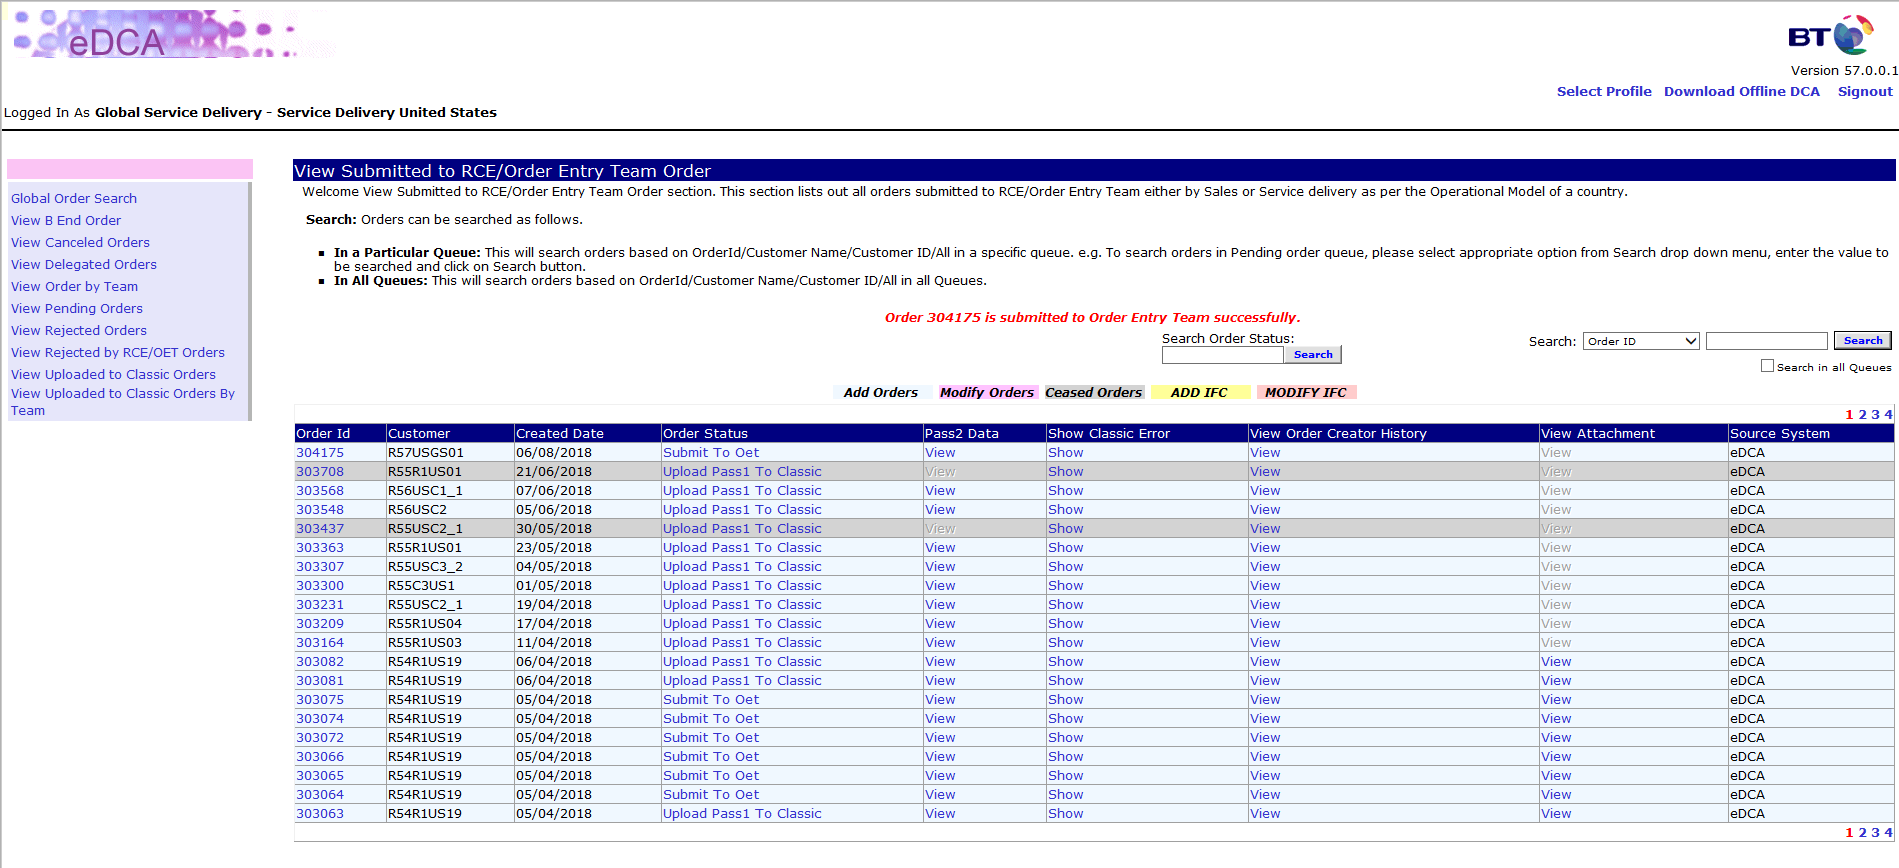 eDCA
BT
Version 57.0.0.1
Select Profile Download Offline DCA Signout
Logged In As Global Service Delivery - Service Delivery United States
Global Order Search
View B End Order
View Canceled Orders
View Delegated Orders
View Order by Team
View Pending Orders
View Rejected Orders
View Rejected by RCE/OET Orders
View Uploaded to Classic Orders
View Uploaded to Classic Orders By
Team
View Submitted to RCE/Order Entry Team Order
Welcome View Submitted to RCE/Order Entry Team Order section. This section lists out all orders submitted to RCE/Order Entry Team either by Sales or Service delivery as per the Operational Model of a country.
Search: Orders can be searched as follows.
In a Particular Queue: This will search orders based on OrderId/Customer Name/Customer ID/All in a specific queue. e.g. To search orders in Pending order queue, please select appropriate option from Search drop down menu, enter the value to
be searched and click on Search button.
In All Queues: This will search orders based on OrderId/Customer Name/Customer ID/All in all Queues.
Order 304175 is submitted to Order Entry Team successfully.
Search Order Status:
Search
Search: Order ID Search
Search in all Queues
Add Orders Modify Orders Ceased Orders ADD IFC MODIFY IFC
1 2 3 4
Order Id Customer Created Date Order Status Pass2 Data Show Classic Error View Order Creator History View Attachment Source System
304175 R57USGS01 06/08/2018 Submit To Oet View Show View View eDCA
303708 R55R1US01 21/06/2018 Upload Pass1 To Classic View Show View View eDCA
303568 R56USC1_1 07/06/2018 Upload Pass1 To Classic View Show View View eDCA
303548 R56USC2 05/06/2018 Upload Pass1 To Classic View Show View View eDCA
303437 R55USC2_1 30/05/2018 Upload Pass1 To Classic View Show View View eDCA
303363 R55R1US01 23/05/2018 Upload Pass1 To Classic View Show View View eDCA
303307 R55USC3_2 04/05/2018 Upload Pass1 To Classic View Show View View eDCA
303300 R55C3US1 01/05/2018 Upload Pass1 To Classic View Show View View eDCA
303231 R55USC2_1 19/04/2018 Upload Pass1 To Classic View Show View View eDCA
303209 R55R1US04 17/04/2018 Upload Pass1 To Classic View Show View View eDCA
303164 R55R1US03 11/04/2018 Upload Pass1 To Classic View Show View View eDCA
303082 R54R1US19 06/04/2018 Upload Pass1 To Classic View Show View View eDCA
303081 R54R1US19 06/04/2018 Upload Pass1 To Classic View Show View View eDCA
303075 R54R1US19 05/04/2018 Submit To Oet View Show View View eDCA
303074 R54R1US19 05/04/2018 Submit To Oet View Show View View eDCA
303072 R54R1US19 05/04/2018 Submit To Oet View Show View View eDCA
303066 R54R1US19 05/04/2018 Submit To Oet View Show View View eDCA
303065 R54R1US19 05/04/2018 Submit To Oet View Show View View eDCA
303064 R54R1US19 05/04/2018 Submit To Oet View Show View View eDCA
303063 R54R1US19 05/04/2018 Upload Pass1 To Classic View Show View View eDCA
1 2 3 4